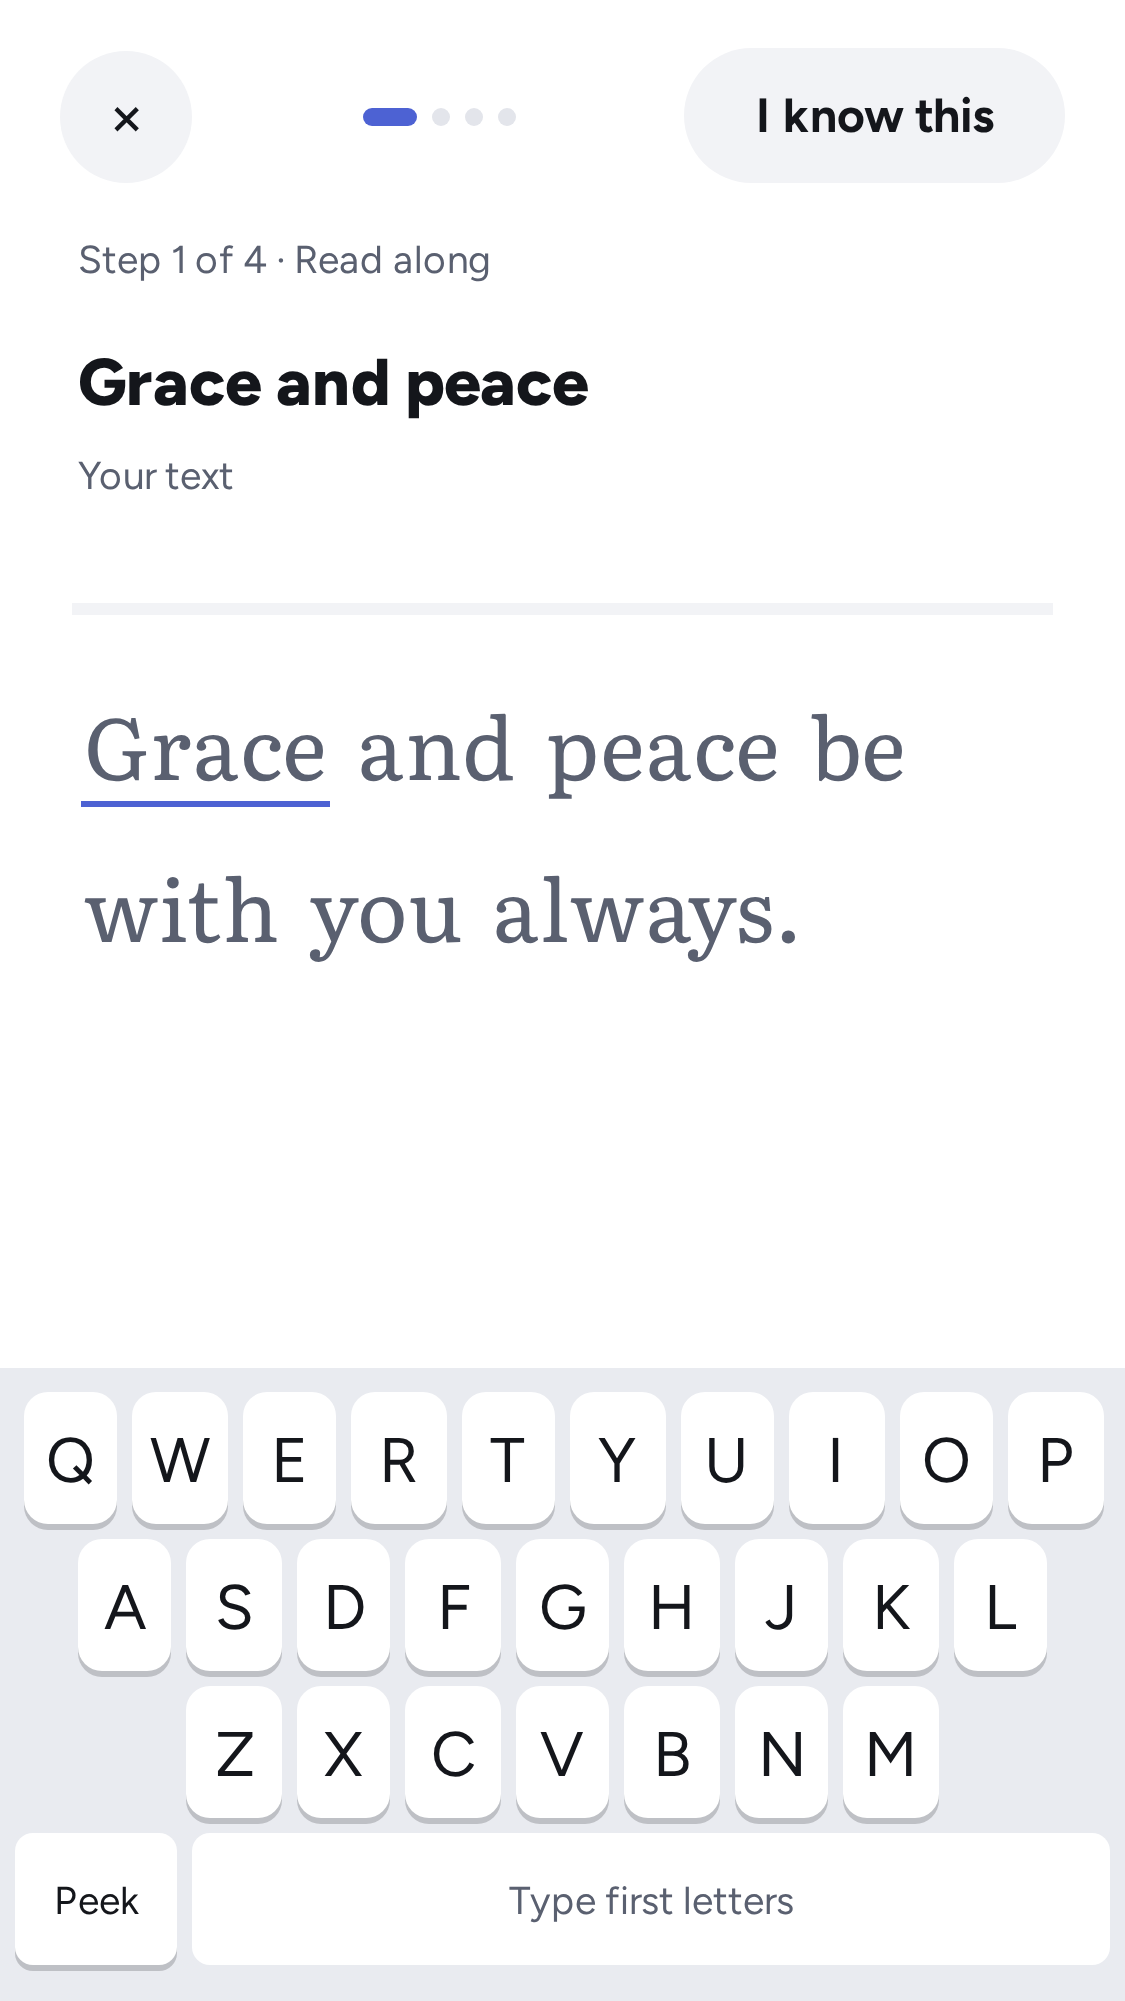 ×
I know this
Step 1 of 4 · Read along
Grace and peace
Your text
Grace and peace be
with you always.
Q W E R T Y U I O P
A S D F G H J K L
Z X C V B N M
Peek
Type first letters